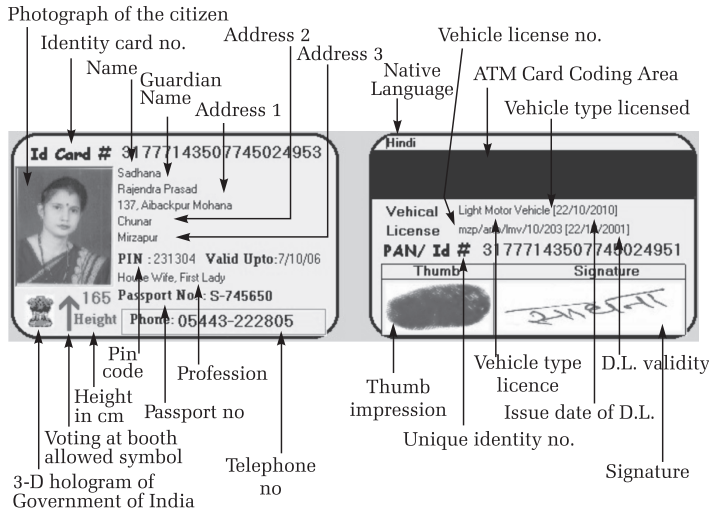 Photograph of the citizen
Identity card no.
Name
Guardian
Name
Address 1
Address 2
Address 3
Id Card # 31777143507745024953
Sadhana
Rajendra Prasad
137, Aibackpur Mohana
Chunar
Mirzapur
PIN : 231304 Valid Upto:7/10/06
House Wife, First Lady
Passport No.: S-745650
165
Height
Phone: 05443-222805
Pin
code
Profession
Height
in cm
Passport no
Voting at booth
allowed symbol
Telephone
no
3-D hologram of
Government of India
Vehicle license no.
Native
Language
ATM Card Coding Area
Vehicle type licensed
Hindi
Vehical Light Motor Vehicle [22/10/2010]
License
PAN/ Id # 31777143507745024951
Thumb Signature
साधना
Thumb
impression
Vehicle type
licence
D.L. validity
Issue date of D.L.
Unique identity no.
Signature